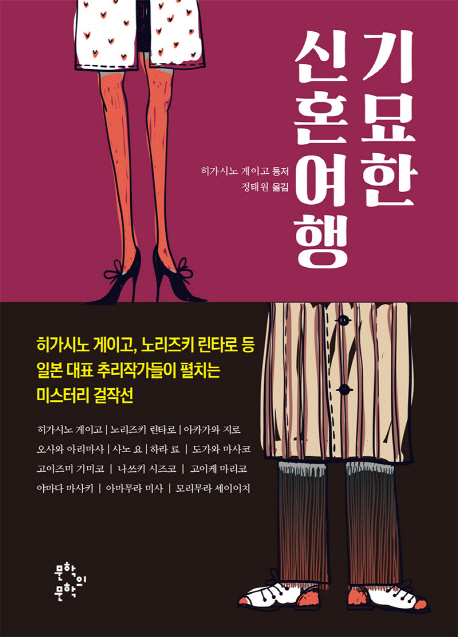 기묘한
신혼여행
히가시노 게이고 등저
정태원 옮김
히가시노 게이고, 노리즈키 린타로 등
일본 대표 추리작가들이 펼치는
미스터리 걸작선
히가시노 게이고 | 노리즈키 린타로 | 아카가와 지로
오사와 아리마사 | 사노 요 | 하라 료 | 도가와 마사코
고이즈미 기미코 | 나쓰키 시즈코 | 고이케 마리코
야마다 마사키 | 야마무라 미사 | 모리무라 세이이치
문학의
문학